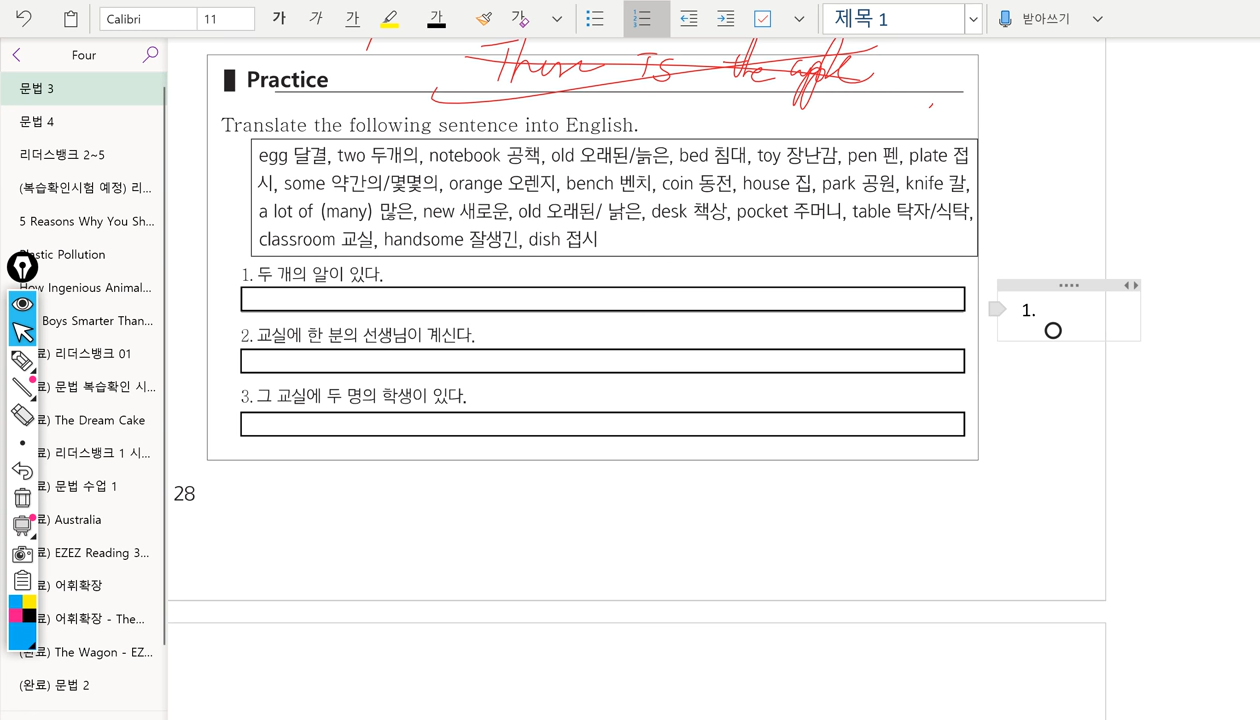 Calibri 11 가 가 가 가 가 제목 1 받아쓰기
Four
문법 3
문법 4
리더스뱅크 2~5
(복습확인시험 예정) 리...
5 Reasons Why You Sh...
Plastic Pollution
How Ingenious Animal...
Boys Smarter Than...
료) 리더스뱅크 01
료) 문법 복습확인 시...
료) The Dream Cake
료) 리더스뱅크 1 시...
료) 문법 수업 1
료) Australia
료) EZEZ Reading 3...
료) 어휘확장
료) 어휘확장 - The...
(완료) The Wagon - EZ...
(완료) 문법 2
There is the apple
Practice
Translate the following sentence into English.
egg 달결, two 두개의, notebook 공책, old 오래된/늙은, bed 침대, toy 장난감, pen 펜, plate 접
시, some 약간의/몇몇의, orange 오렌지, bench 벤치, coin 동전, house 집, park 공원, knife 칼,
a lot of (many) 많은, new 새로운, old 오래된/ 낡은, desk 책상, pocket 주머니, table 탁자/식탁,
classroom 교실, handsome 잘생긴, dish 접시
1. 두 개의 알이 있다.
2. 교실에 한 분의 선생님이 계신다.
3. 그 교실에 두 명의 학생이 있다.
1.
28